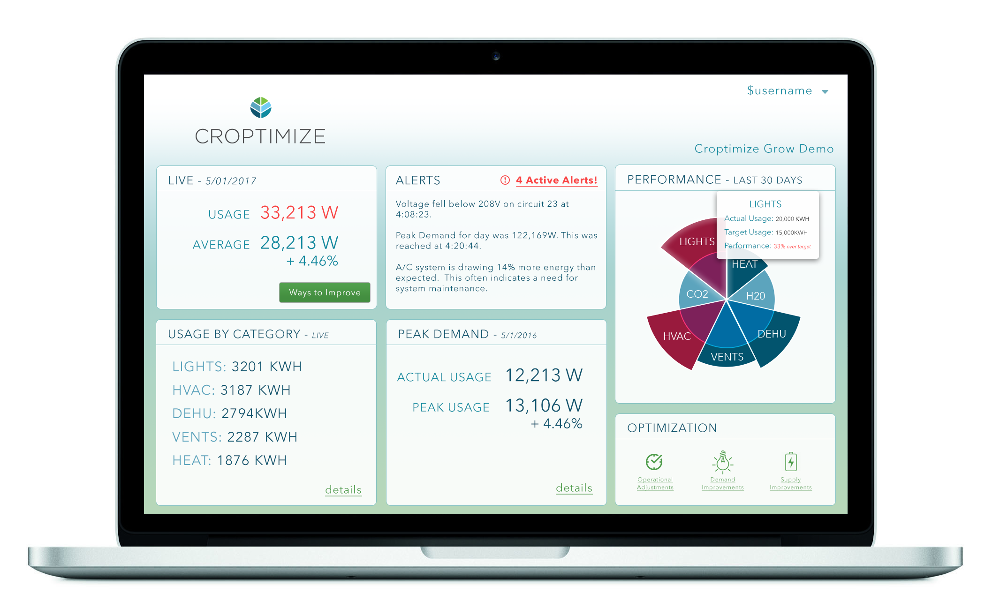 $username
CROPTIMIZE
Croptimize Grow Demo
LIVE - 5/01/2017
USAGE 33,213 W
AVERAGE 28,213 W
+ 4.46%
Ways to Improve
ALERTS
4 Active Alerts!
Voltage fell below 208V on circuit 23 at
4:08:23.
Peak Demand for day was 122,169W. This was
reached at 4:20:44.
A/C system is drawing 14% more energy than
expected. This often indicates a need for
system maintenance.
PERFORMANCE - LAST 30 DAYS
LIGHTS
Actual Usage: 20,000 KWH
Target Usage: 15,000KWH
Performance: 33% over target
LIGHTS
HEAT
CO2
H20
HVAC
DEHU
VENTS
USAGE BY CATEGORY - LIVE
LIGHTS: 3201 KWH
HVAC: 3187 KWH
DEHU: 2794KWH
VENTS: 2287 KWH
HEAT: 1876 KWH
details
PEAK DEMAND - 5/1/2016
ACTUAL USAGE 12,213 W
PEAK USAGE 13,106 W
+ 4.46%
details
OPTIMIZATION
Operational
Adjustments
Demand
Improvements
Supply
Improvements